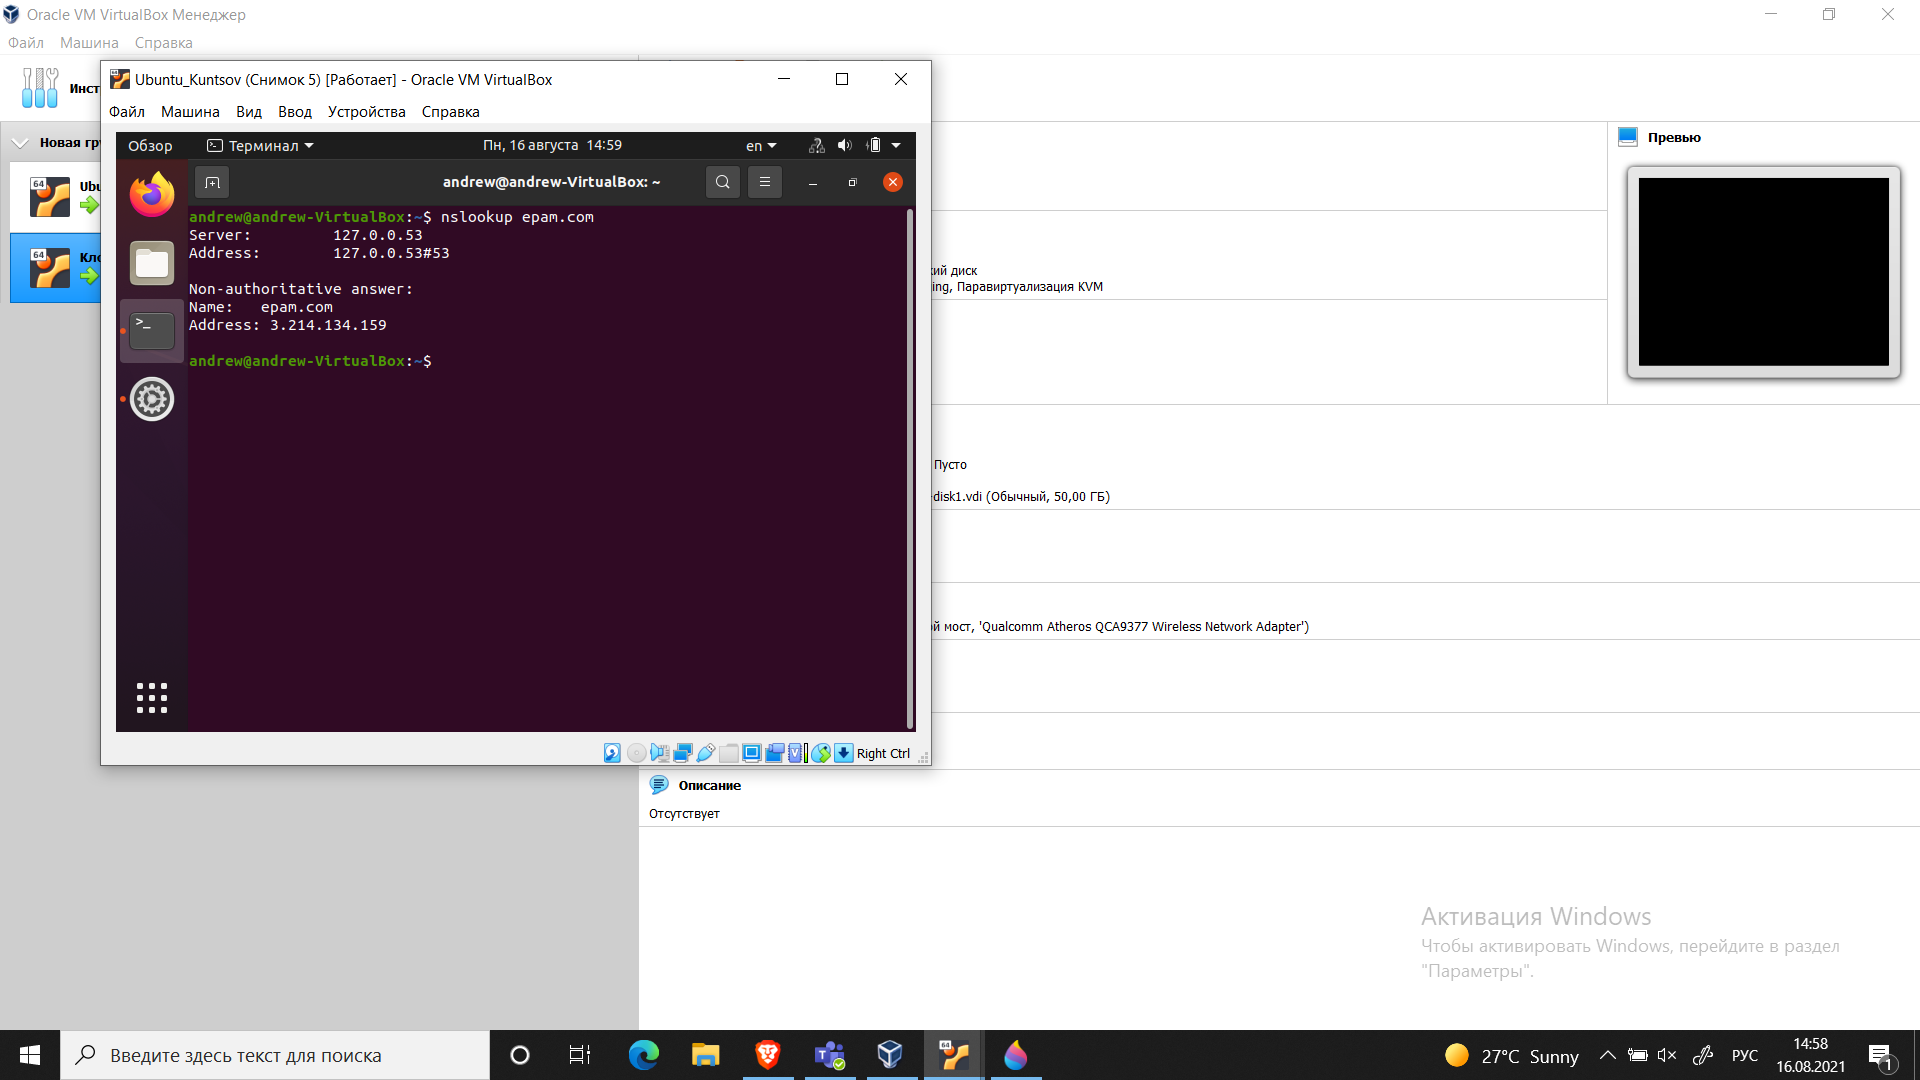 Oracle VM VirtualBox Менеджер
Файл Машина Справка
Инст
Новая гру
64 Ubu
64 Кло
Ubuntu_Kuntsov (Снимок 5) [Работает] - Oracle VM VirtualBox
Файл Машина Вид Ввод Устройства Справка
Обзор Терминал Пн, 16 августа 14:59 en
andrew@andrew-VirtualBox: ~
andrew@andrew-VirtualBox:~$ nslookup epam.com
Server: 127.0.0.53
Address: 127.0.0.53#53
Non-authoritative answer:
Name: epam.com
Address: 3.214.134.159
andrew@andrew-VirtualBox:~$
Right Ctrl
Превью
кий диск
ing, Паравиртуализация KVM
Пусто
-disk1.vdi (Обычный, 50,00 ГБ)
й мост, 'Qualcomm Atheros QCA9377 Wireless Network Adapter')
Описание
Отсутствует
Активация Windows
Чтобы активировать Windows, перейдите в раздел
"Параметры".
Введите здесь текст для поиска
27°C Sunny
РУС
14:58
16.08.2021
1